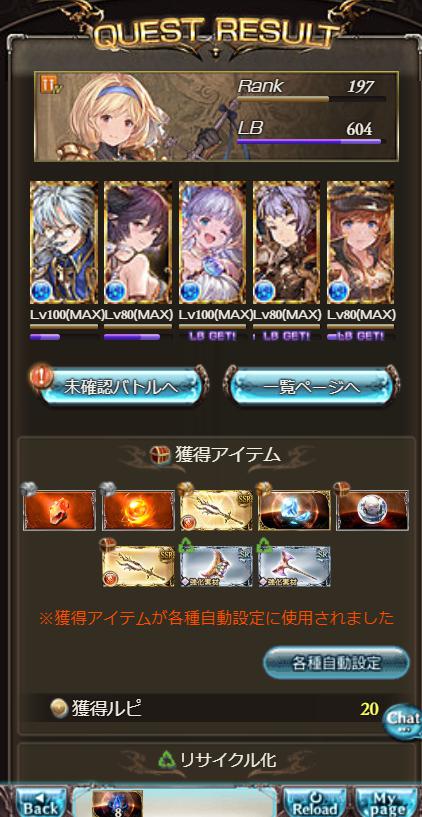 QUEST RESULT
Rank 197
LB 604
Lv100(MAX) Lv80(MAX) Lv100(MAX) Lv80(MAX) Lv80(MAX)
LB GET! LB GET! LB GET!
未確認バトルへ 一覧ページへ
獲得アイテム
SSR
SSR SR SR
強化素材 強化素材
※獲得アイテムが各種自動設定に使用されました
各種自動設定
獲得ルピ 20
Chat
リサイクル化
Back 8 Reload My page